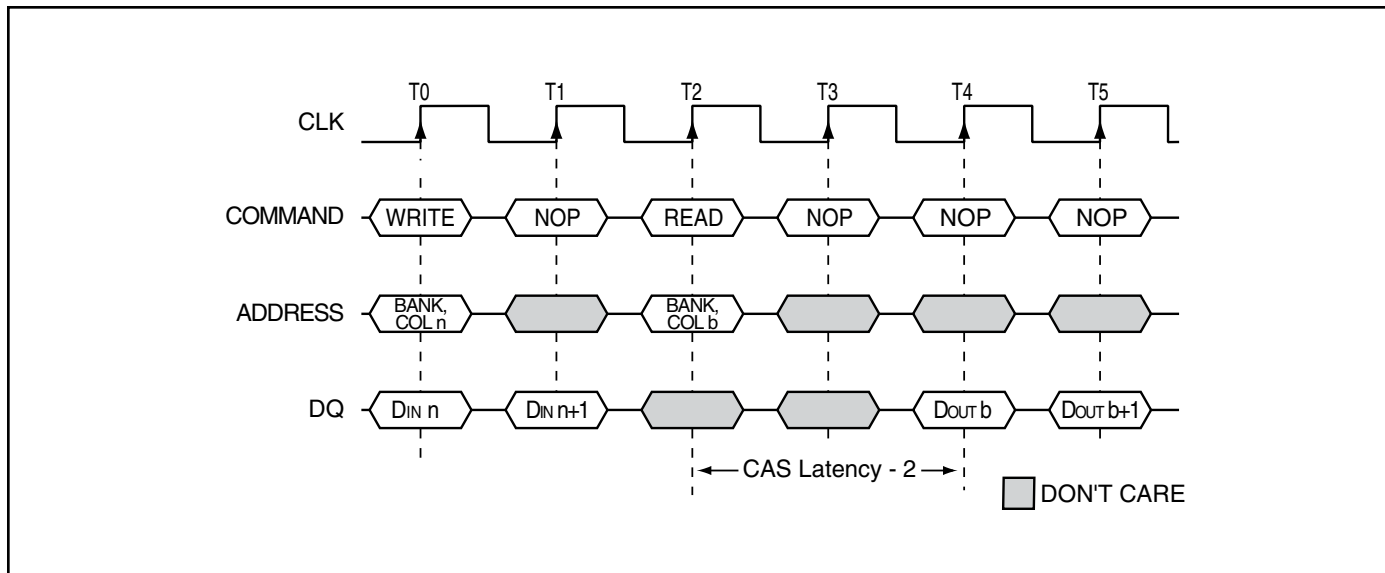 T0 T1 T2 T3 T4 T5
CLK
COMMAND WRITE NOP READ NOP NOP NOP
ADDRESS BANK, COL n BANK, COL b
DQ DIN n DIN n+1 DOUT b DOUT b+1
CAS Latency - 2
DON'T CARE